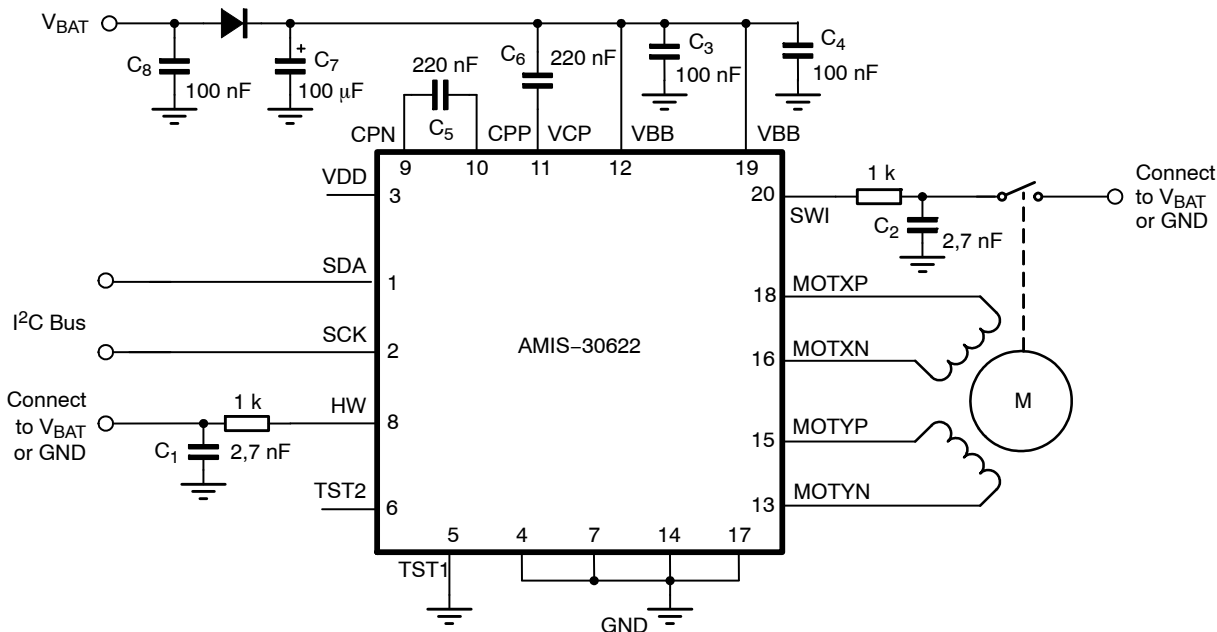 VBAT
C8
100 nF
+
C7
100 μF
220 nF
C5
C6
220 nF
C3
100 nF
C4
100 nF
CPN
CPP
VCP
VBB
VBB
9
10
11
12
19
VDD
3
SDA
1
I2C Bus
SCK
2
Connect
to VBAT
or GND
1 k
HW
8
C1
2,7 nF
TST2
6
AMIS−30622
20
SWI
1 k
C2
2,7 nF
Connect
to VBAT
or GND
18
MOTXP
16
MOTXN
M
15
MOTYP
13
MOTYN
5
4
7
14
17
TST1
GND